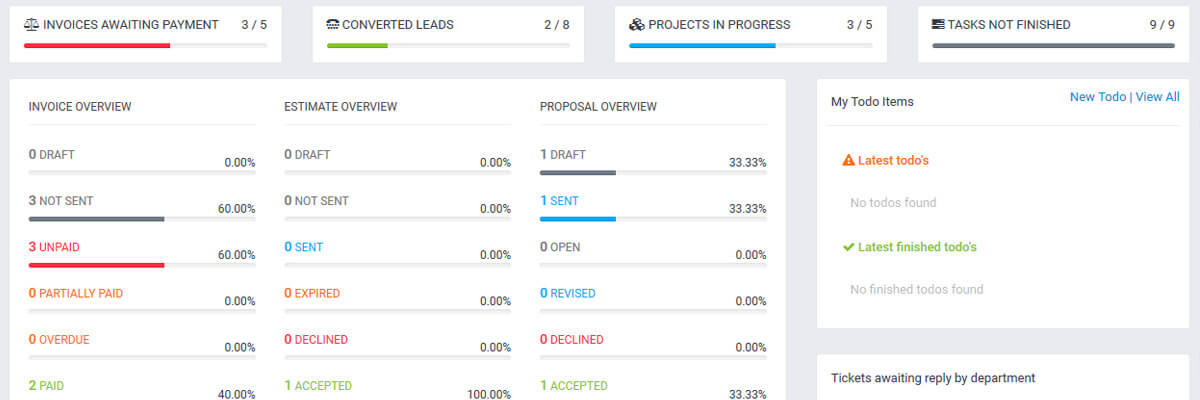 INVOICES AWAITING PAYMENT 3 / 5
CONVERTED LEADS 2 / 8
PROJECTS IN PROGRESS 3 / 5
TASKS NOT FINISHED 9 / 9
INVOICE OVERVIEW
0 DRAFT 0.00%
3 NOT SENT 60.00%
3 UNPAID 60.00%
0 PARTIALLY PAID 0.00%
0 OVERDUE 0.00%
2 PAID 40.00%
ESTIMATE OVERVIEW
0 DRAFT 0.00%
0 NOT SENT 0.00%
0 SENT 0.00%
0 EXPIRED 0.00%
0 DECLINED 0.00%
1 ACCEPTED 100.00%
PROPOSAL OVERVIEW
1 DRAFT 33.33%
1 SENT 33.33%
0 OPEN 0.00%
0 REVISED 0.00%
0 DECLINED 0.00%
1 ACCEPTED 33.33%
My Todo Items New Todo | View All
Latest todo's
No todos found
Latest finished todo's
No finished todos found
Tickets awaiting reply by department